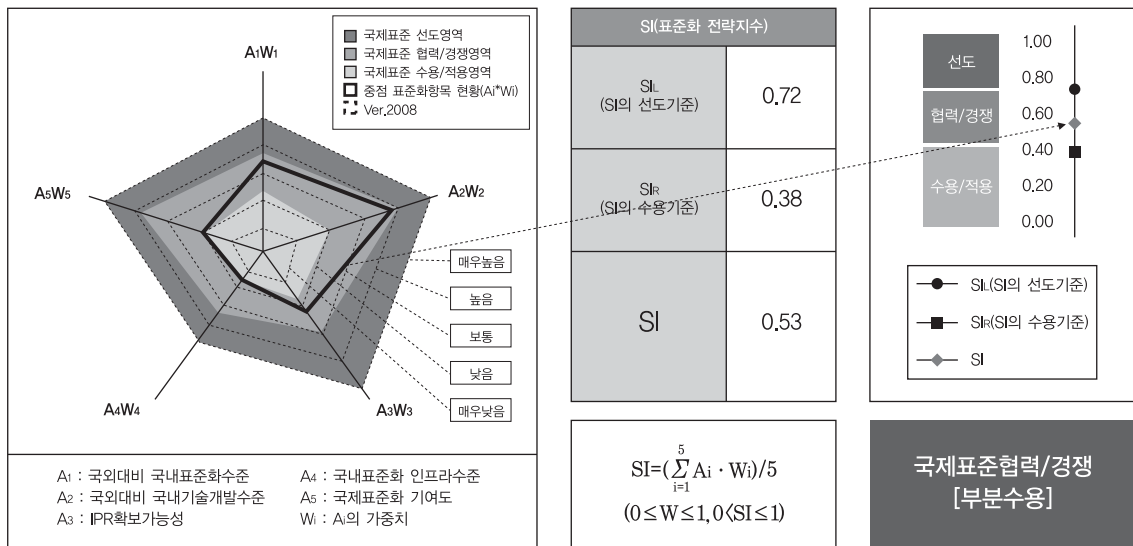 국제표준 선도영역
국제표준 협력/경쟁영역
국제표준 수용/적용영역
중점 표준화항목 현황(Ai*Wi)
Ver.2008
A1W1
A2W2
A3W3
A4W4
A5W5
매우높음
높음
보통
낮음
매우낮음
A1 : 국외대비 국내표준화수준
A2 : 국외대비 국내기술개발수준
A3 : IPR확보가능성
A4 : 국내표준화 인프라수준
A5 : 국제표준화 기여도
Wi : Ai의 가중치
SI(표준화 전략지수)
SIL
(SI의 선도기준)
0.72
SIR
(SI의 수용기준)
0.38
SI
0.53
SI=(5∑i=1 Ai · Wi)/5
(0≤W≤1, 0〈SI≤1)
선도
협력/경쟁
수용/적용
1.00
0.80
0.60
0.40
0.20
0.00
SIL(SI의 선도기준)
SIR(SI의 수용기준)
SI
국제표준협력/경쟁
[부분수용]